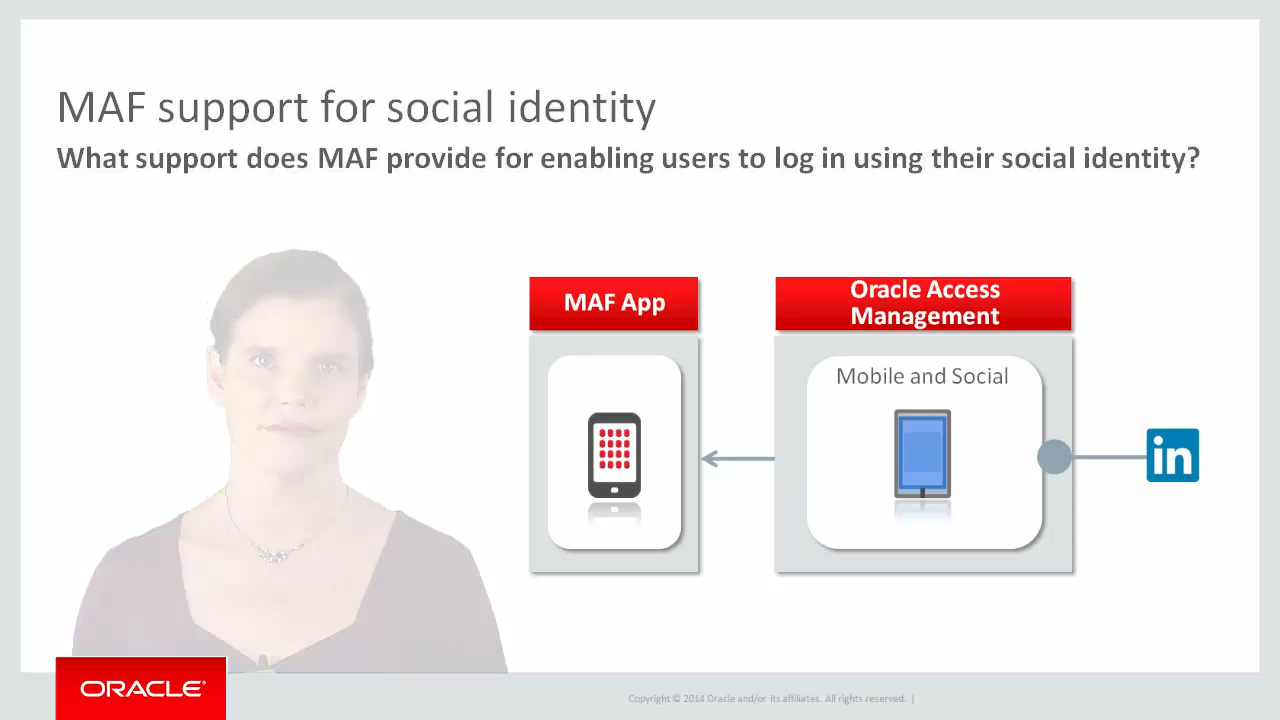 MAF support for social identity
What support does MAF provide for enabling users to log in using their social identity?
MAF App
Oracle Access
Management
Mobile and Social
in
ORACLE®
Copyright © 2014 Oracle and/or its affiliates. All rights reserved. |